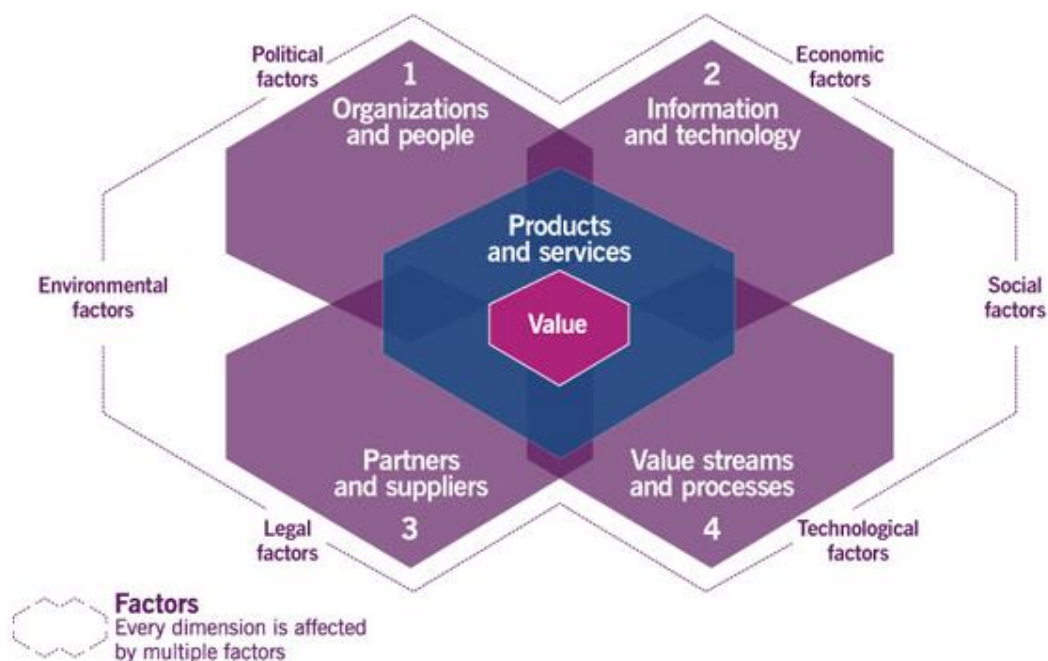 Political
factors
Economic
factors
1
Organizations
and people
2
Information
and technology
Products
and services
Environmental
factors
Value
Social
factors
Partners
and suppliers
3
Value streams
and processes
4
Legal
factors
Technological
factors
Factors
Every dimension is affected
by multiple factors